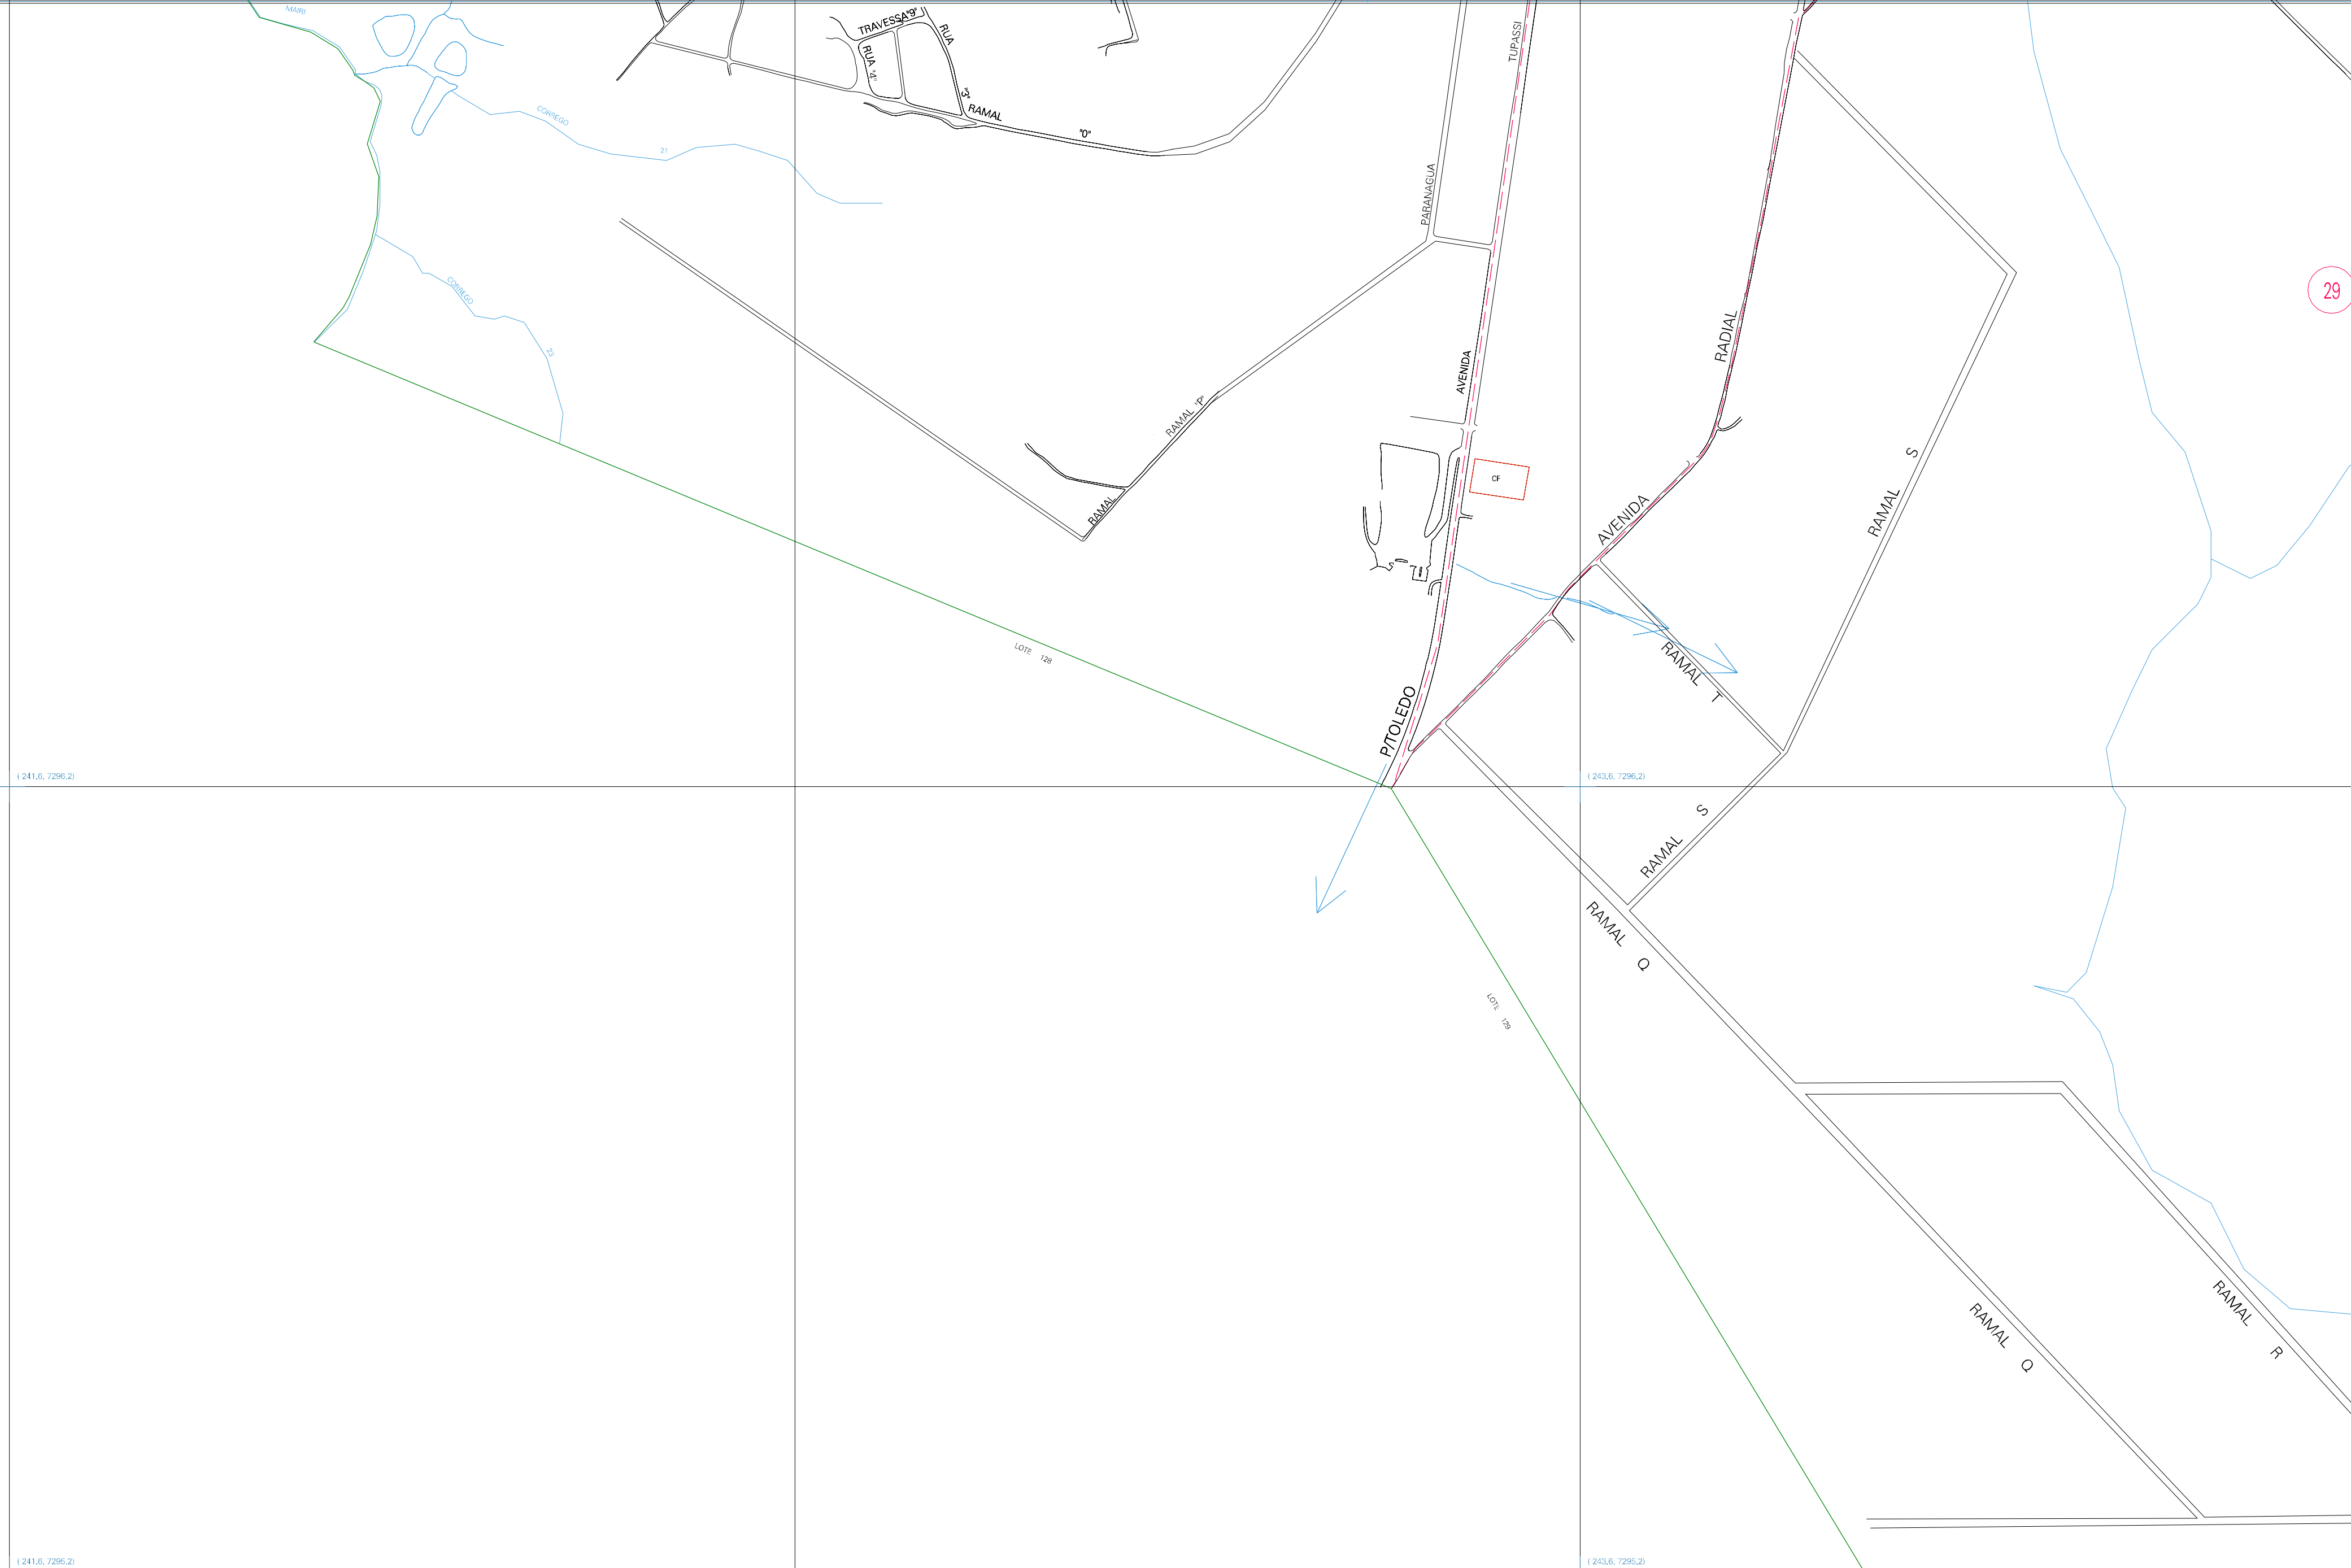 MAIRI
TRAVESSA"9"
RUA
"3"
RUA "4"
RAMAL
"0"
CORREGO
21
TUPASSI
PARANAGUA
CORREGO
23
29
RADIAL
AVENIDA
RAMAL "P"
RAMAL
S
RAMAL
CF
AVENIDA
LOTE 128
RAMAL T
P/TOLEDO
( 241,6, 7296,2)
( 243,6, 7296,2)
RAMAL S
RAMAL Q
LOTE 129
RAMAL R
RAMAL Q
( 241,6, 7295,2)
( 243,6, 7295,2)